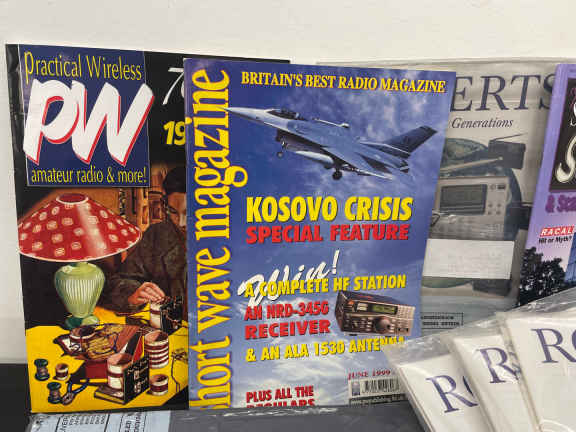 Practical Wireless
PW
amateur radio & more!
19
BRITAIN'S BEST RADIO MAGAZINE
short wave magazine
KOSOVO CRISIS
SPECIAL FEATURE
Win!
A COMPLETE HF STATION
AN NRD-345G
RECEIVER
& AN ALA 1530 ANTENNA
PLUS ALL THE
REGULARS
JUNE 1999
ERTS
Generations
RACAL
Hit or Myth?
RO
R
R